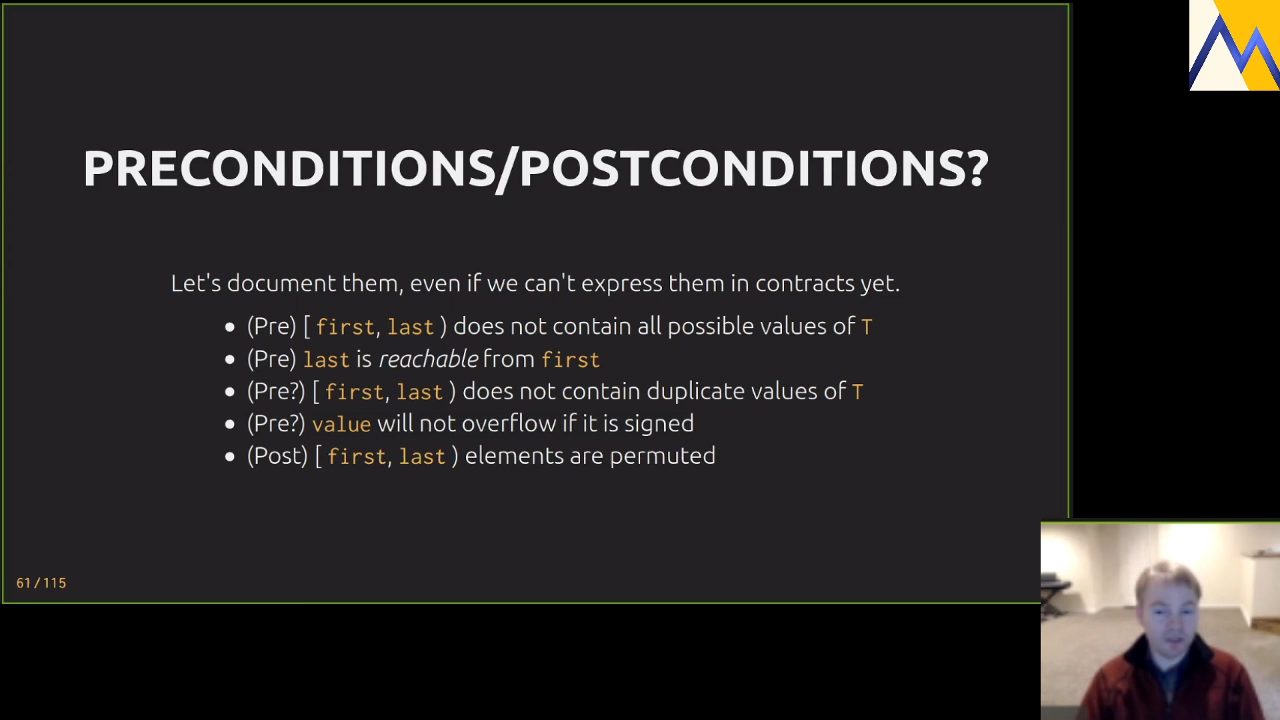 PRECONDITIONS/POSTCONDITIONS?
Let's document them, even if we can't express them in contracts yet.
• (Pre) [ first, last ) does not contain all possible values of T
• (Pre) last is reachable from first
• (Pre?) [ first, last ) does not contain duplicate values of T
• (Pre?) value will not overflow if it is signed
• (Post) [ first, last ) elements are permuted
61 / 115